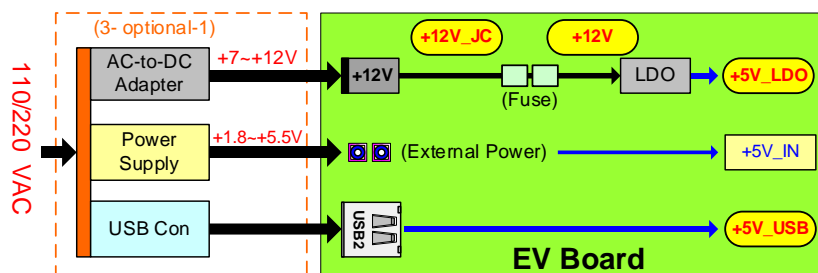 (3- optional-1)
110/220 VAC
AC-to-DC
Adapter
+7~+12V
+12V
+12V_JC
(Fuse)
+12V
LDO
+5V_LDO
Power
Supply
+1.8~+5.5V
(External Power)
+5V_IN
USB Con
USB2
+5V_USB
EV Board